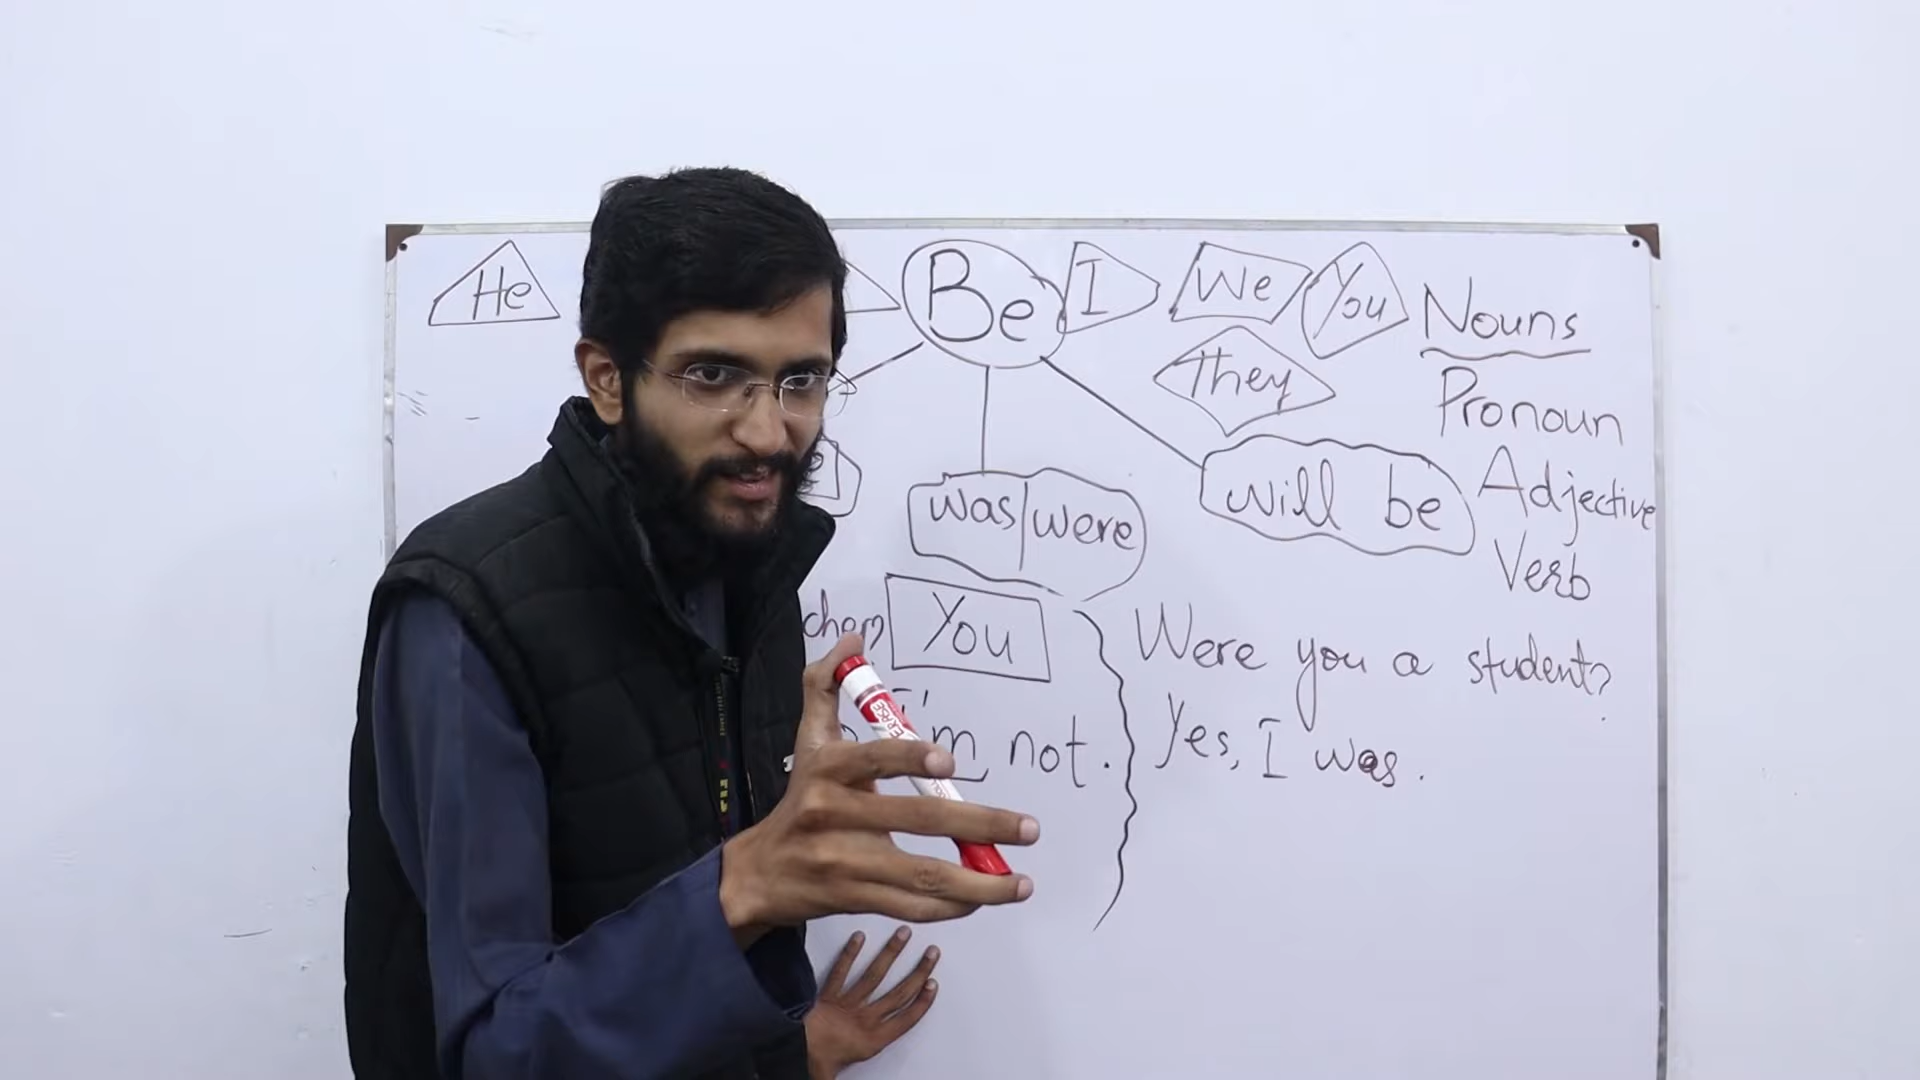 He Be I We You Nouns
They Pronoun
was/were will be Adjective
Verb
You Were you a student?
I'm not. Yes, I was.